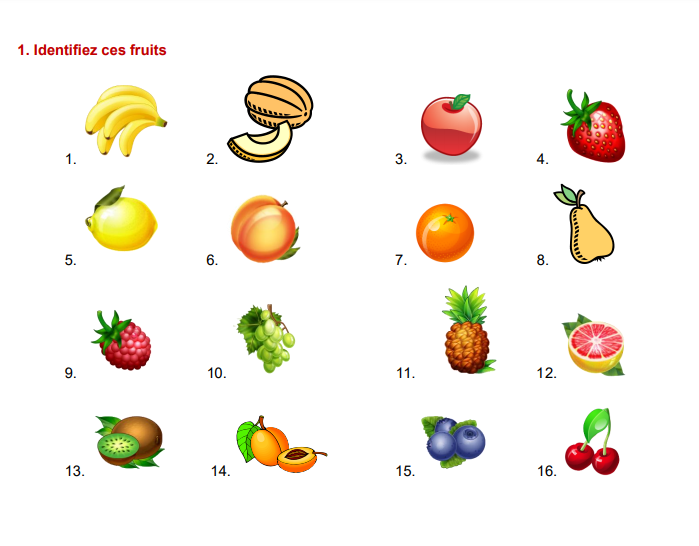 1. Identifiez ces fruits
1. 2. 3. 4.
5. 6. 7. 8.
9. 10. 11. 12.
13. 14. 15. 16.